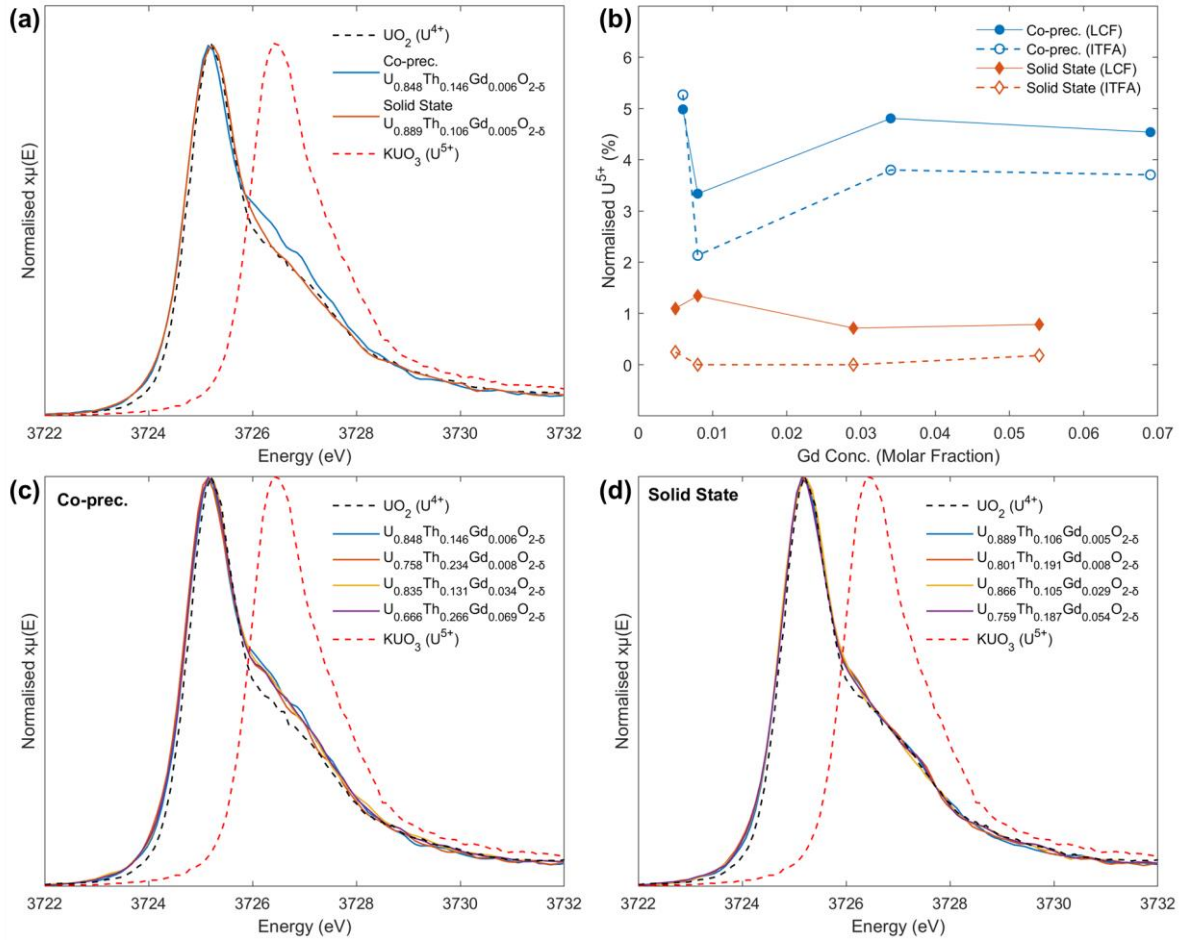 (a)
UO2 (U4+)
Co-prec.
U0.848Th0.146Gd0.006O2-δ
Solid State
U0.889Th0.106Gd0.005O2-δ
KUO3 (U5+)
Normalised xμ(E)
3722 3724 3726 3728 3730 3732
Energy (eV)
(b)
Co-prec. (LCF)
Co-prec. (ITFA)
Solid State (LCF)
Solid State (ITFA)
Normalised U5+ (%)
6
5
4
3
2
1
0
0 0.01 0.02 0.03 0.04 0.05 0.06 0.07
Gd Conc. (Molar Fraction)
(c) Co-prec.
UO2 (U4+)
U0.848Th0.146Gd0.006O2-δ
U0.758Th0.234Gd0.008O2-δ
U0.835Th0.131Gd0.034O2-δ
U0.666Th0.266Gd0.069O2-δ
KUO3 (U5+)
Normalised xμ(E)
3722 3724 3726 3728 3730 3732
Energy (eV)
(d) Solid State
UO2 (U4+)
U0.889Th0.106Gd0.005O2-δ
U0.801Th0.191Gd0.008O2-δ
U0.866Th0.105Gd0.029O2-δ
U0.759Th0.187Gd0.054O2-δ
KUO3 (U5+)
Normalised xμ(E)
3722 3724 3726 3728 3730 3732
Energy (eV)